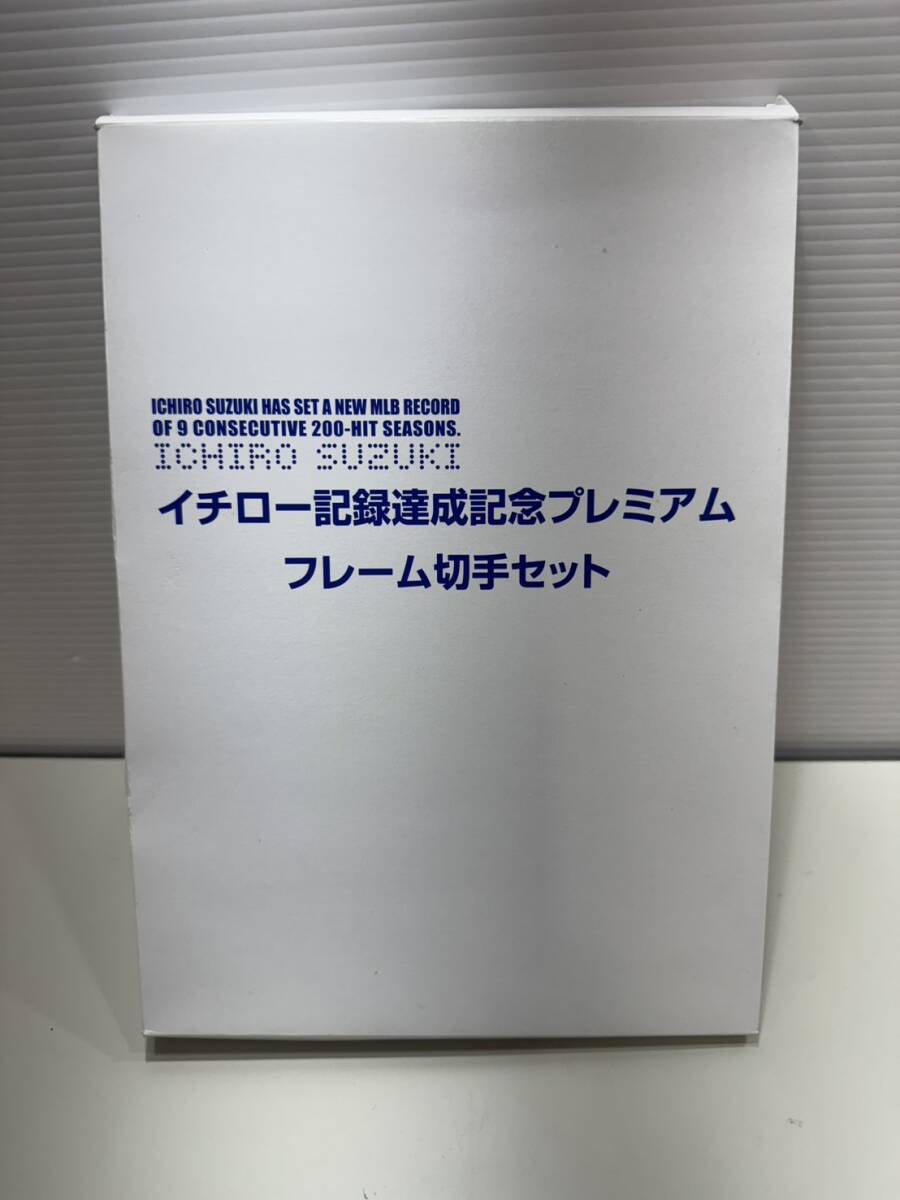 ICHIRO SUZUKI HAS SET A NEW MLB RECORD
OF 9 CONSECUTIVE 200-HIT SEASONS.
ICHIRO SUZUKI
イチロー記録達成記念プレミアム
フレーム切手セット